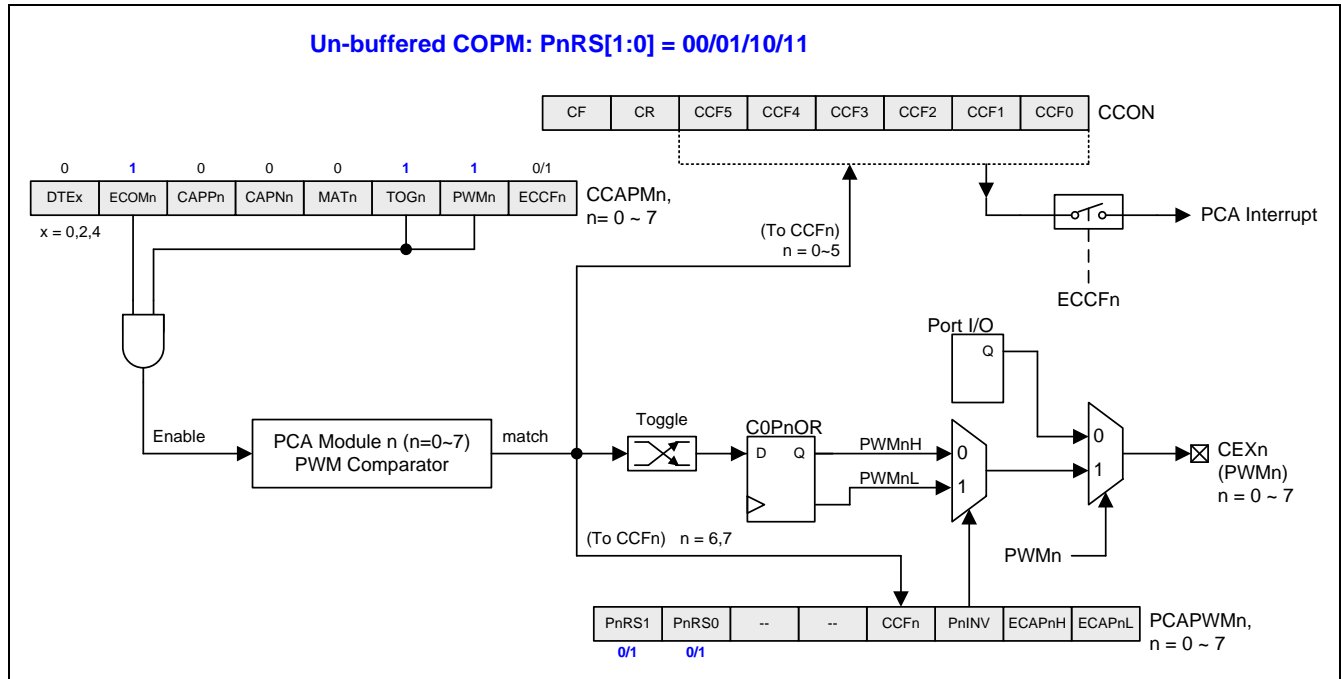 Un-buffered COPM: PnRS[1:0] = 00/01/10/11
CF CR CCF5 CCF4 CCF3 CCF2 CCF1 CCF0 CCON
0 1 0 0 0 1 1 0/1
DTEx ECOMn CAPPn CAPNn MATn TOGn PWMn ECCFn
CCAPMn,
n= 0 ~ 7
x = 0,2,4
(To CCFn)
n = 0~5
PCA Interrupt
ECCFn
Port I/O
Q
Enable
PCA Module n (n=0~7)
PWM Comparator
match
Toggle
C0PnOR
D Q
PWMnH
PWMnL
0
1
0
1
CEXn
(PWMn)
n = 0 ~ 7
(To CCFn) n = 6,7
PWMn
PnRS1 PnRS0 -- -- CCFn PnINV ECAPnH ECAPnL
0/1 0/1
PCAPWMn,
n = 0 ~ 7